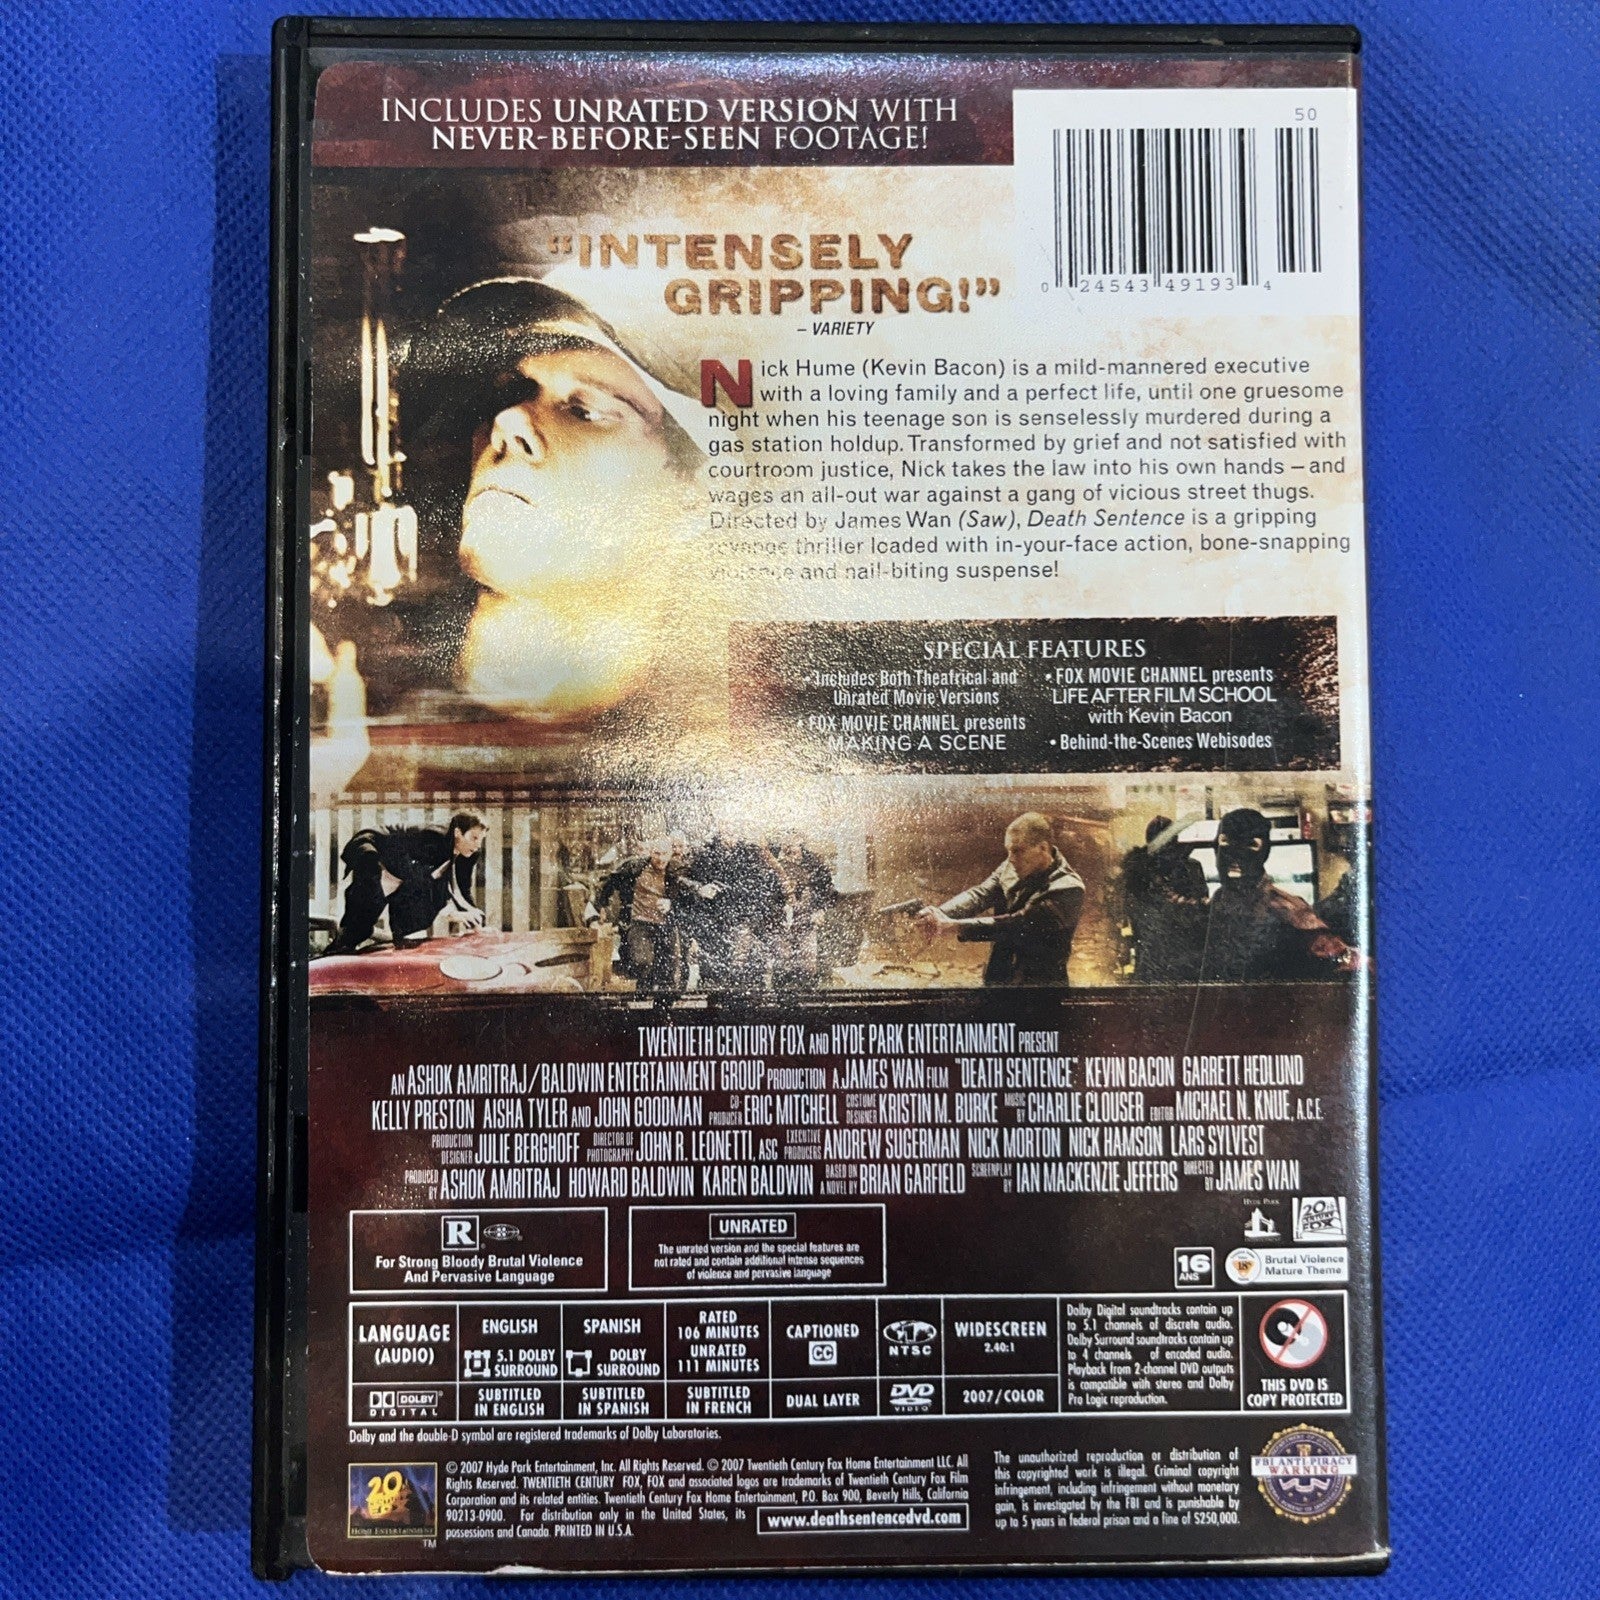 INCLUDES UNRATED VERSION WITH
NEVER-BEFORE-SEEN FOOTAGE!
50
0 24543 49193 4
"INTENSELY
GRIPPING!"
– VARIETY
Nick Hume (Kevin Bacon) is a mild-mannered executive
with a loving family and a perfect life, until one gruesome
night when his teenage son is senselessly murdered during a
gas station holdup. Transformed by grief and not satisfied with
courtroom justice, Nick takes the law into his own hands – and
wages an all-out war against a gang of vicious street thugs.
Directed by James Wan (Saw), Death Sentence is a gripping
revenge thriller loaded with in-your-face action, bone-snapping
violence and nail-biting suspense!
SPECIAL FEATURES
• Includes Both Theatrical and
Unrated Movie Versions
• FOX MOVIE CHANNEL presents
MAKING A SCENE
• FOX MOVIE CHANNEL presents
LIFE AFTER FILM SCHOOL
with Kevin Bacon
• Behind-the-Scenes Webisodes
TWENTIETH CENTURY FOX AND HYDE PARK ENTERTAINMENT PRESENT
AN ASHOK AMRITRAJ/BALDWIN ENTERTAINMENT GROUP PRODUCTION A JAMES WAN FILM "DEATH SENTENCE" KEVIN BACON GARRETT HEDLUND
KELLY PRESTON AISHA TYLER AND JOHN GOODMAN CO-PRODUCER ERIC MITCHELL COSTUME DESIGNER KRISTIN M. BURKE MUSIC BY CHARLIE CLOUSER EDITOR MICHAEL N. KNUE, A.C.E.
PRODUCTION DESIGNER JULIE BERGHOFF DIRECTOR OF PHOTOGRAPHY JOHN R. LEONETTI, ASC EXECUTIVE PRODUCERS ANDREW SUGERMAN NICK MORTON NICK HAMSON LARS SYLVEST
PRODUCED BY ASHOK AMRITRAJ HOWARD BALDWIN KAREN BALDWIN BASED ON A NOVEL BY BRIAN GARFIELD SCREENPLAY BY IAN MACKENZIE JEFFERS DIRECTED BY JAMES WAN
HYDE PARK
20th CENTURY FOX
R
For Strong Bloody Brutal Violence
And Pervasive Language
UNRATED
The unrated version and the special features are
not rated and contain additional intense sequences
of violence and pervasive language
16
ANS
18+
Brutal Violence
Mature Theme
LANGUAGE
(AUDIO)
ENGLISH
5.1 DOLBY
SURROUND
SPANISH
DOLBY
SURROUND
RATED
106 MINUTES
UNRATED
111 MINUTES
CAPTIONED
CC
NTSC
WIDESCREEN
2.40:1
DOLBY
DIGITAL
SUBTITLED
IN ENGLISH
SUBTITLED
IN SPANISH
SUBTITLED
IN FRENCH
DUAL LAYER
DVD
VIDEO
2007/COLOR
Dolby Digital soundtracks contain up
to 5.1 channels of discrete audio.
Dolby Surround soundtracks contain up
to 4 channels of encoded audio.
Playback from 2-channel DVD outputs
is compatible with stereo and Dolby
Pro Logic reproduction.
THIS DVD IS
COPY PROTECTED
Dolby and the double-D symbol are registered trademarks of Dolby Laboratories.
20
HOME ENTERTAINMENT
TM
© 2007 Hyde Park Entertainment, Inc. All Rights Reserved. © 2007 Twentieth Century Fox Home Entertainment LLC. All
Rights Reserved. TWENTIETH CENTURY FOX, FOX and associated logos are trademarks of Twentieth Century Fox Film
Corporation and its related entities. Twentieth Century Fox Home Entertainment, P.O. Box 900, Beverly Hills, California
90213-0900. For distribution only in the United States, its
possessions and Canada. PRINTED IN U.S.A.
www.deathsentencedvd.com
The unauthorized reproduction or distribution of
this copyrighted work is illegal. Criminal copyright
infringement, including infringement without monetary
gain, is investigated by the FBI and is punishable by
up to 5 years in federal prison and a fine of $250,000.
FBI ANTI-PIRACY
WARNING